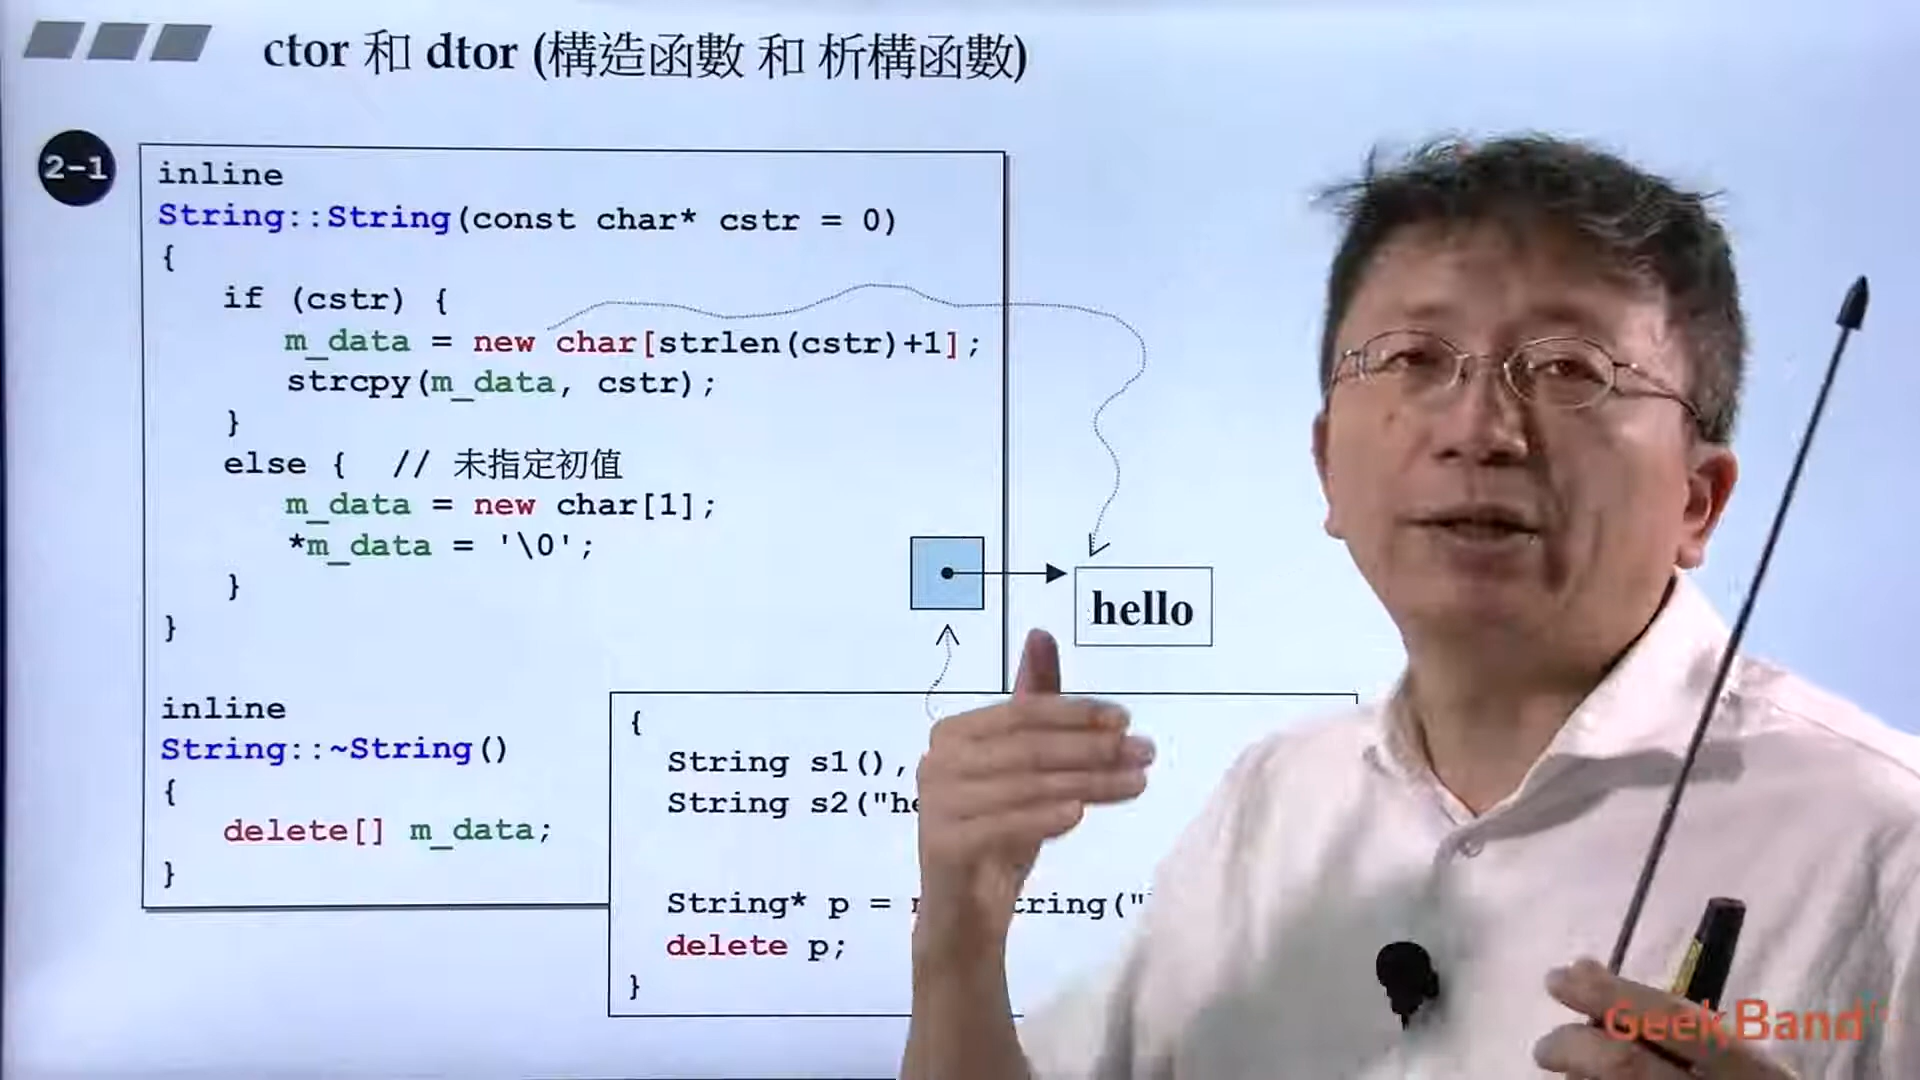 ctor 和 dtor (構造函數 和 析構函數)
2-1
inline
String::String(const char* cstr = 0)
{
if (cstr) {
m_data = new char[strlen(cstr)+1];
strcpy(m_data, cstr);
}
else { // 未指定初值
m_data = new char[1];
*m_data = '\0';
}
}
hello
inline
String::~String()
{
delete[] m_data;
}
{
String s1(),
String s2("he
String* p =
tring("
delete p;
}
GeekBand